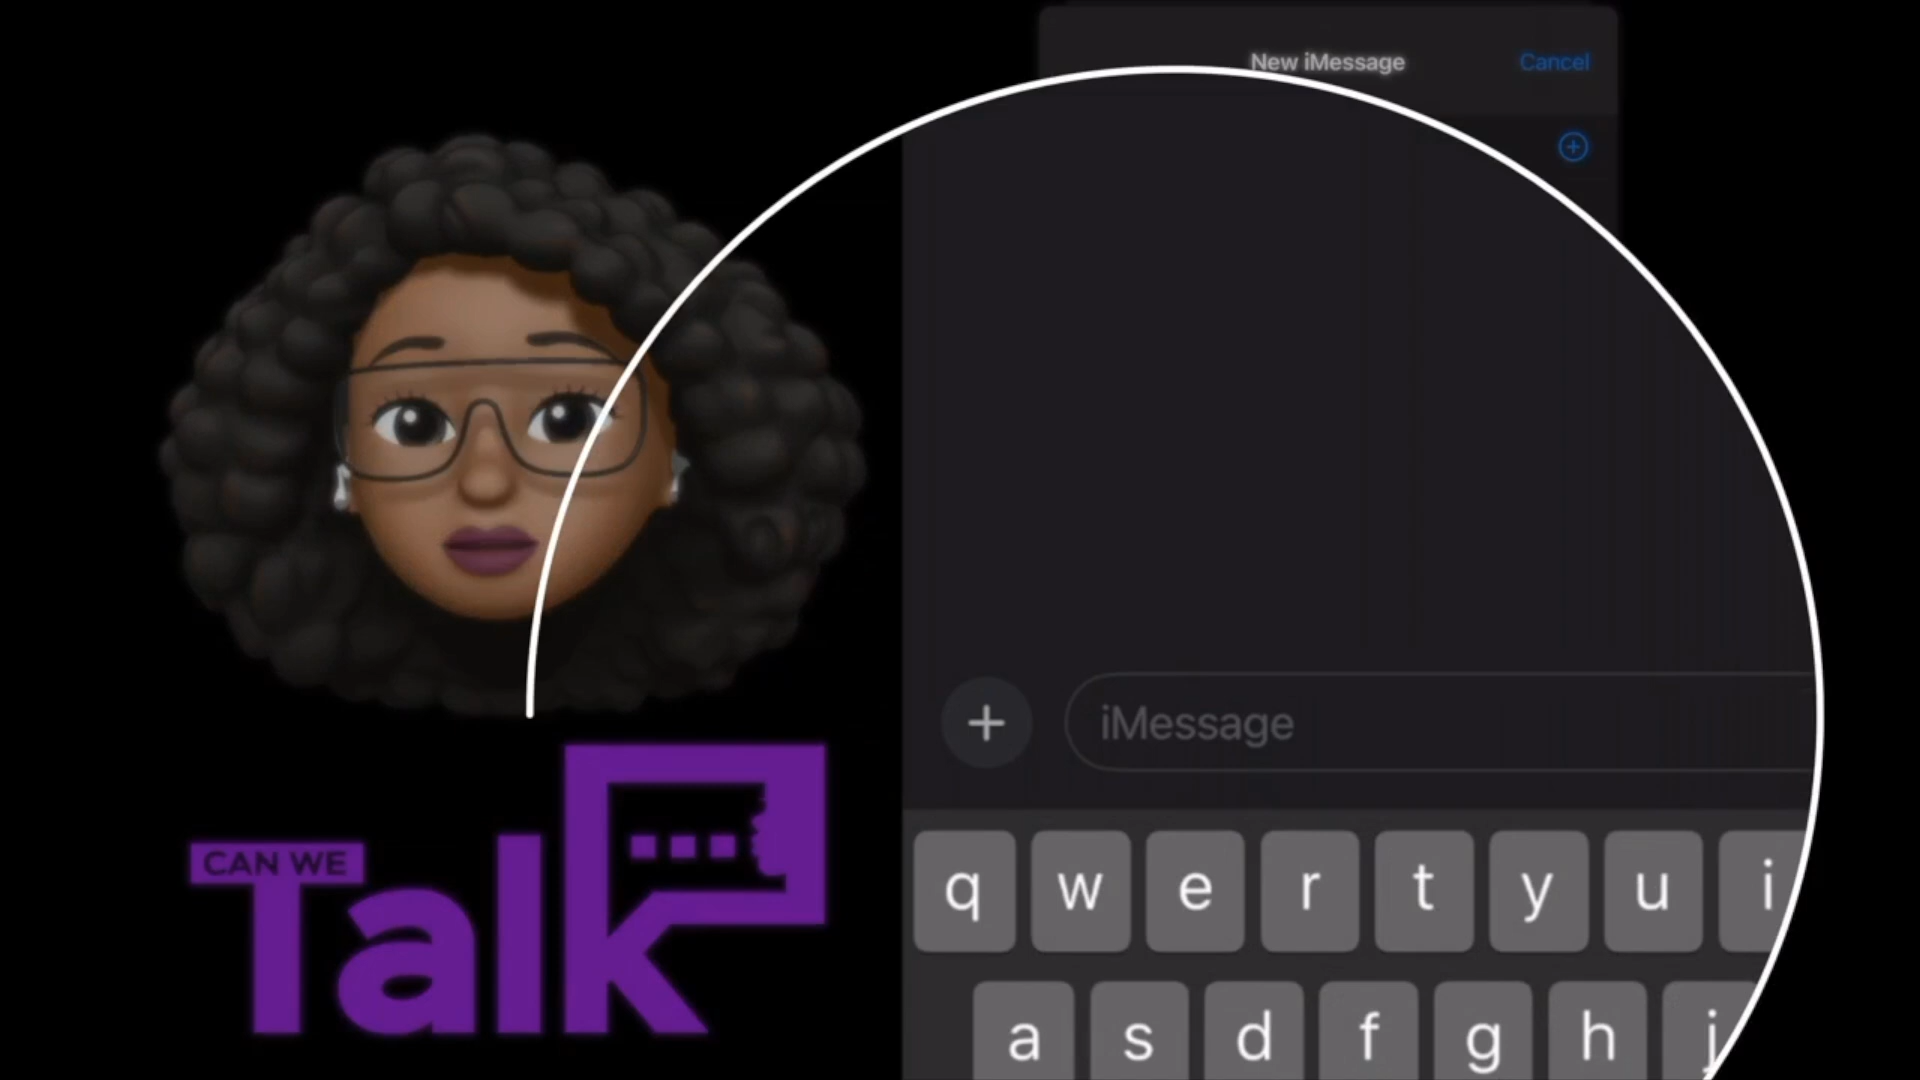 New iMessage
Cancel
iMessage
q w e r t y u i
a s d f g h j
CAN WE
Talk